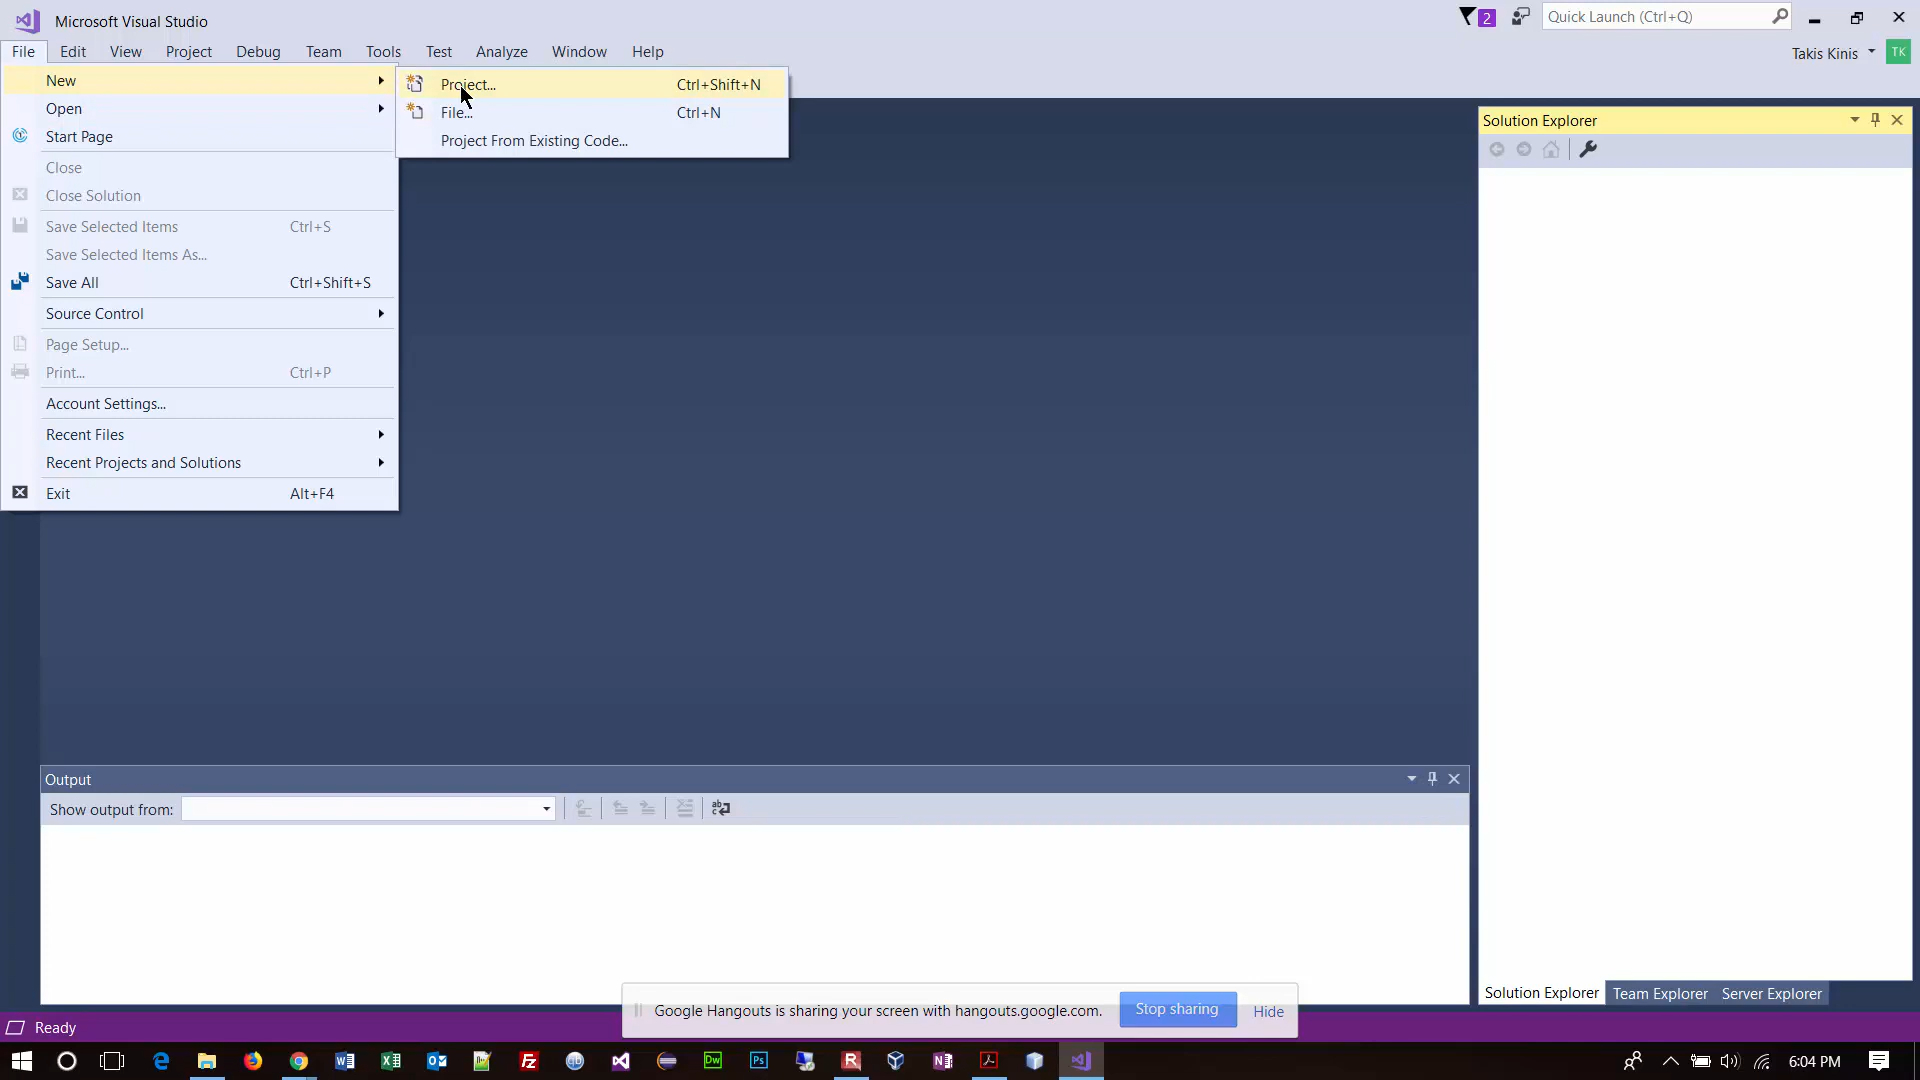 Microsoft Visual Studio
2
Quick Launch (Ctrl+Q)
File Edit View Project Debug Team Tools Test Analyze Window Help
Takis Kinis TK
New
Project... Ctrl+Shift+N
Open
File... Ctrl+N
Start Page
Project From Existing Code...
Solution Explorer
Close
Close Solution
Save Selected Items Ctrl+S
Save Selected Items As...
Save All Ctrl+Shift+S
Source Control
Page Setup...
Print... Ctrl+P
Account Settings...
Recent Files
Recent Projects and Solutions
Exit Alt+F4
Output
Show output from:
Solution Explorer Team Explorer Server Explorer
Google Hangouts is sharing your screen with hangouts.google.com. Stop sharing Hide
Ready
6:04 PM